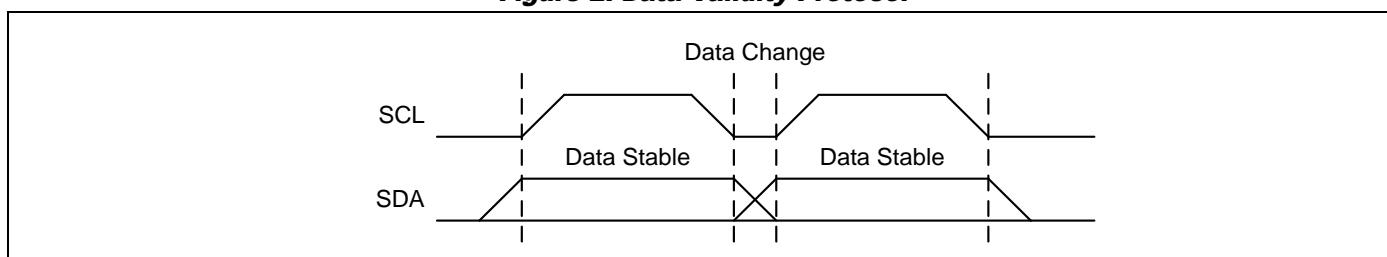 Figure 2. Data Validity Protocol
Data Change
SCL
Data Stable Data Stable
SDA